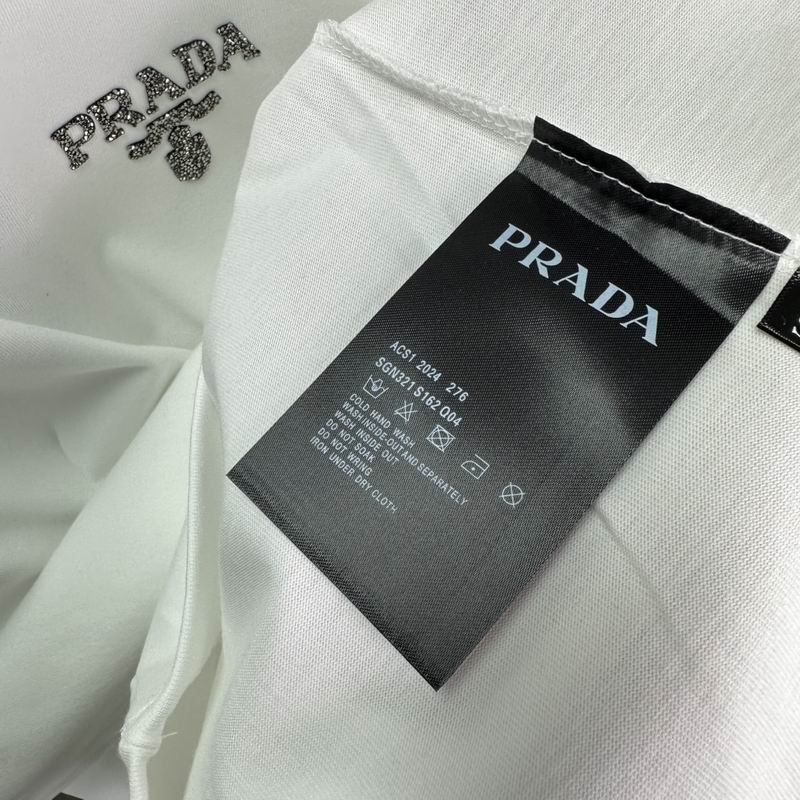 PRADA
PRADA
ACS1 2024 276
SGN321 S162 Q04
COLD HAND WASH
WASH INSIDE-OUT AND SEPARATELY
WASH INSIDE OUT
DO NOT SOAK
DO NOT WRING
IRON UNDER DRY CLOTH
S